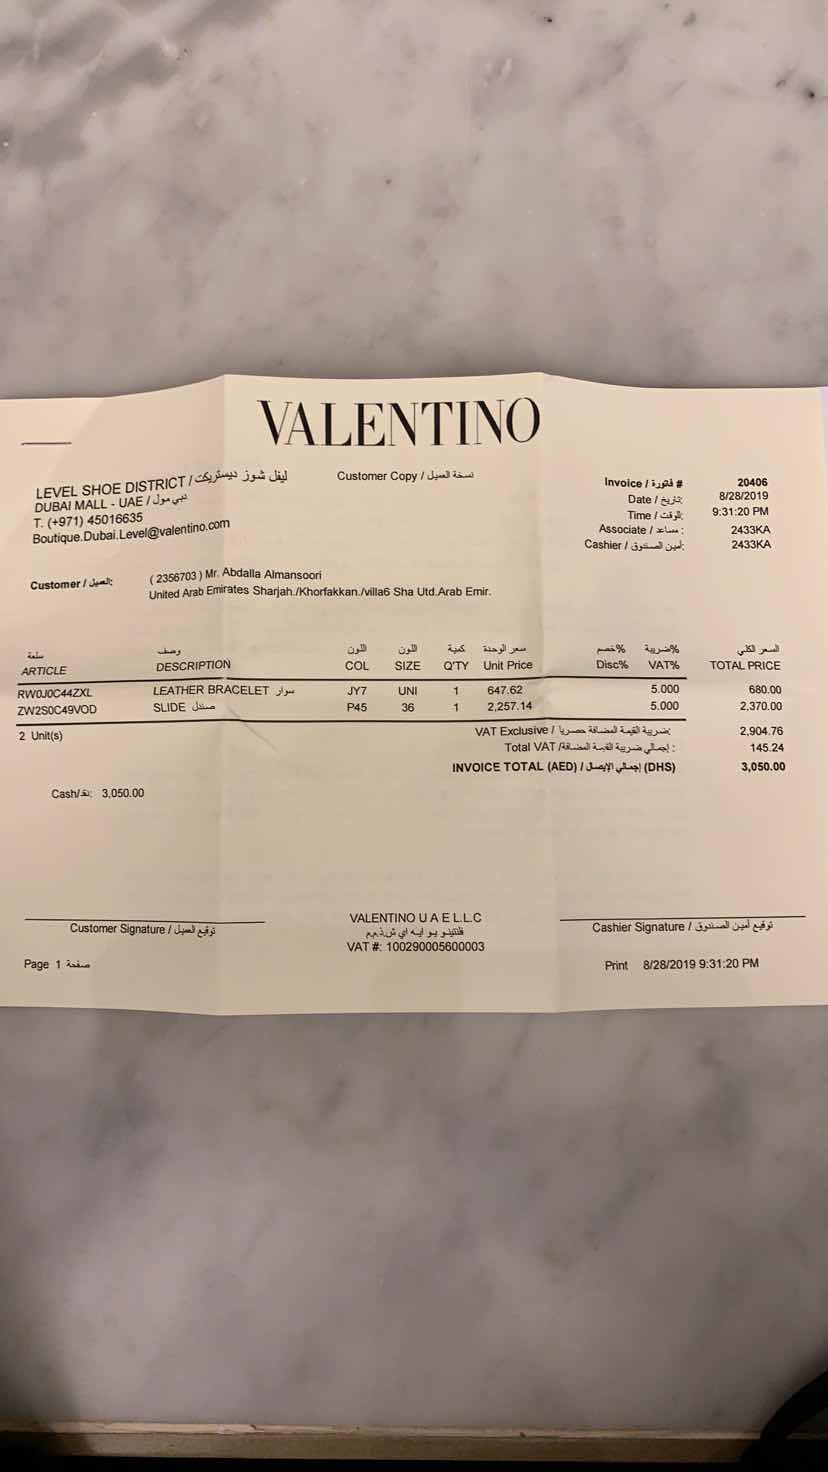 VALENTINO
LEVEL SHOE DISTRICT / ليفل شوز ديستريكت
DUBAI MALL - UAE / دبي مول
T. (+971) 45016635
Boutique.Dubai.Level@valentino.com
Customer Copy / نسخة العميل
Invoice / فاتورة # 20406
Date / تاريخ: 8/28/2019
Time / الوقت: 9:31:20 PM
Associate / مساعد : 2433KA
Cashier / أمين الصندوق: 2433KA
Customer / العميل: ( 2356703 ) Mr. Abdalla Almansoori
United Arab Emirates Sharjah./Khorfakkan./villa6 Sha Utd.Arab Emir.
سلعة وصف اللون اللون كمية سعر الوحدة خصم% ضريبة% السعر الكلي
ARTICLE DESCRIPTION COL SIZE Q'TY Unit Price Disc% VAT% TOTAL PRICE
RW0J0C44ZXL LEATHER BRACELET سوار JY7 UNI 1 647.62 5.000 680.00
ZW2S0C49VOD SLIDE صندل P45 36 1 2,257.14 5.000 2,370.00
2 Unit(s)
VAT Exclusive / ضريبة القيمة المضافة حصريا: 2,904.76
Total VAT / إجمالي ضريبة القيمة المضافة : 145.24
INVOICE TOTAL (AED) / إجمالي الإيصال (DHS) 3,050.00
Cash/نقد: 3,050.00
Customer Signature / توقيع العميل
VALENTINO U A E L.L.C
فلنتينو يو ايه اي ش.ذ.م.م
VAT #: 100290005600003
Cashier Signature / توقيع أمين الصندوق
Page 1 صفحة
Print 8/28/2019 9:31:20 PM